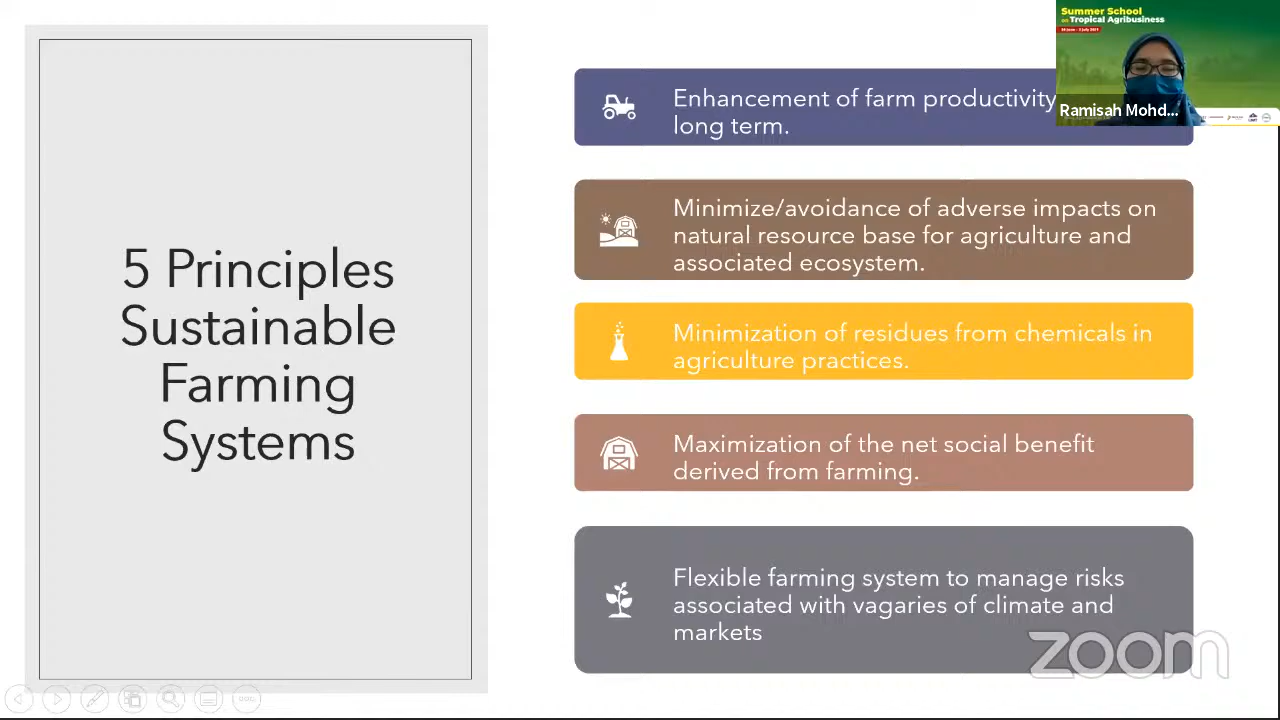 5 Principles
Sustainable
Farming
Systems
Enhancement of farm productivity
long term.
Minimize/avoidance of adverse impacts on
natural resource base for agriculture and
associated ecosystem.
Minimization of residues from chemicals in
agriculture practices.
Maximization of the net social benefit
derived from farming.
Flexible farming system to manage risks
associated with vagaries of climate and
markets
Summer School
on Tropical Agribusiness
Ramisah Mohd...
zoom